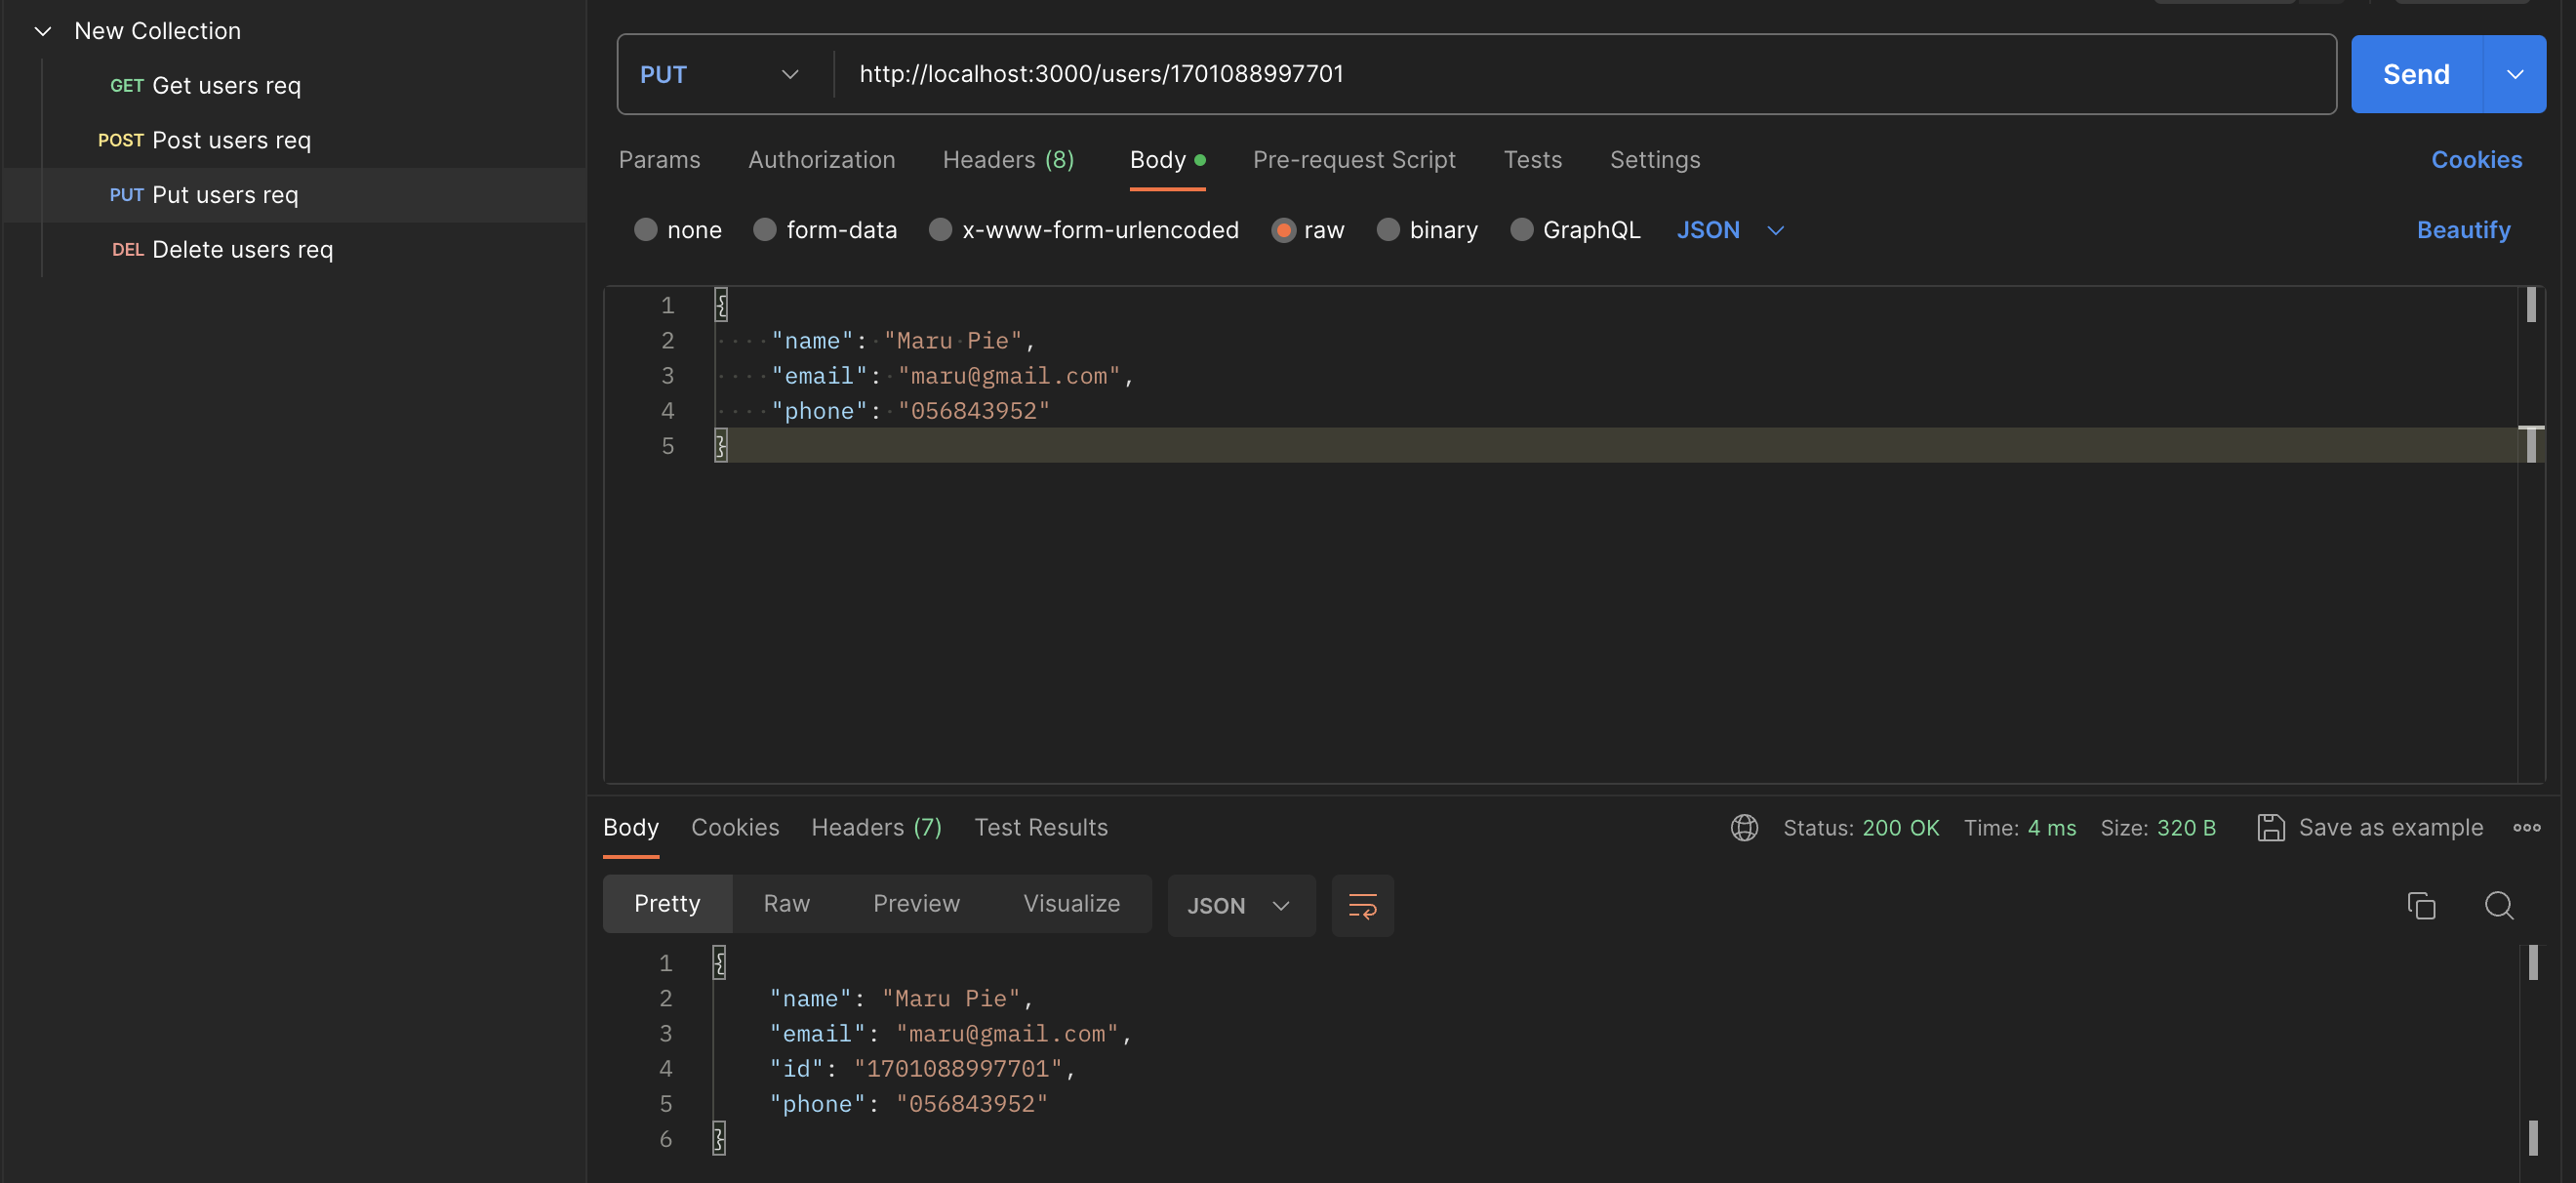 New Collection
GET Get users req
POST Post users req
PUT Put users req
DEL Delete users req
PUT http://localhost:3000/users/1701088997701 Send
Params Authorization Headers (8) Body Pre-request Script Tests Settings Cookies
none form-data x-www-form-urlencoded raw binary GraphQL JSON Beautify
1 {
2 "name": "Maru Pie",
3 "email": "maru@gmail.com",
4 "phone": "056843952"
5 }
Body Cookies Headers (7) Test Results Status: 200 OK Time: 4 ms Size: 320 B Save as example
Pretty Raw Preview Visualize JSON
1 {
2 "name": "Maru Pie",
3 "email": "maru@gmail.com",
4 "id": "1701088997701",
5 "phone": "056843952"
6 }